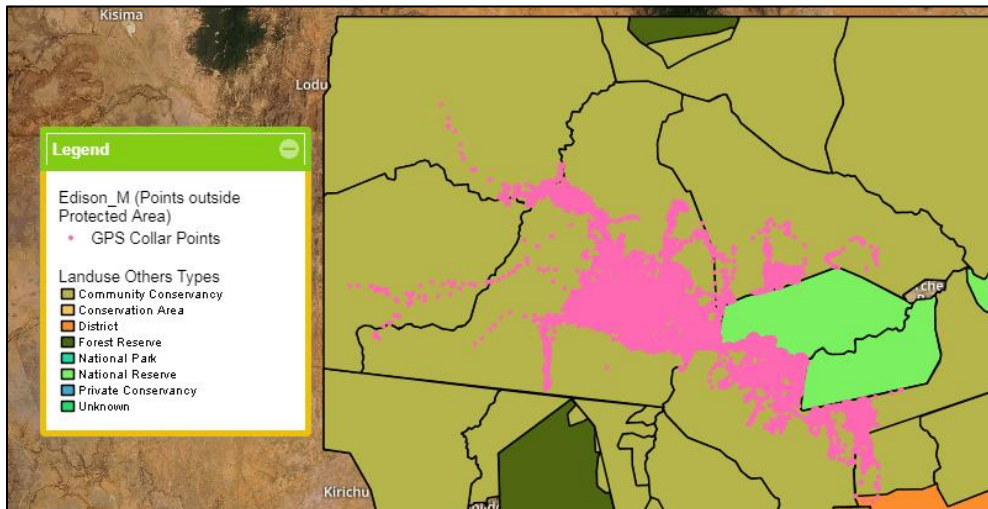 Kisima
Lodu
Legend
Edison_M (Points outside
Protected Area)
GPS Collar Points
Landuse Others Types
Community Conservancy
Conservation Area
District
Forest Reserve
National Park
National Reserve
Private Conservancy
Unknown
Kirichu